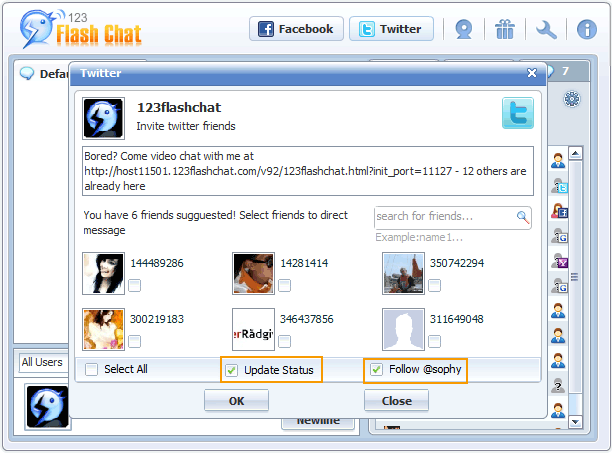 123
Flash Chat
Facebook
Twitter
Defau
7
Twitter
123flashchat
Invite twitter friends
Bored? Come video chat with me at
http://host11501.123flashchat.com/v92/123flashchat.html?init_port=11127 - 12 others are
already here
You have 6 friends sugguested! Select friends to direct
message
search for friends...
Example:name1...
144489286
14281414
350742294
300219183
346437856
311649048
erRådgiv
Select All
Update Status
Follow @sophy
All Users
OK
Close
Newline